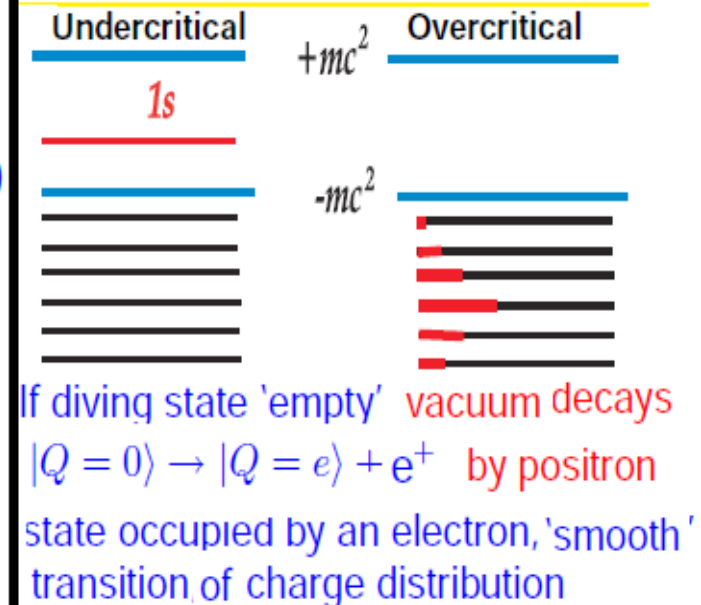 Undercritical Overcritical
+mc²
1s
-mc²
If diving state 'empty' vacuum decays
|Q = 0⟩ → |Q = e⟩ + e⁺ by positron
state occupied by an electron, 'smooth'
transition, of charge distribution